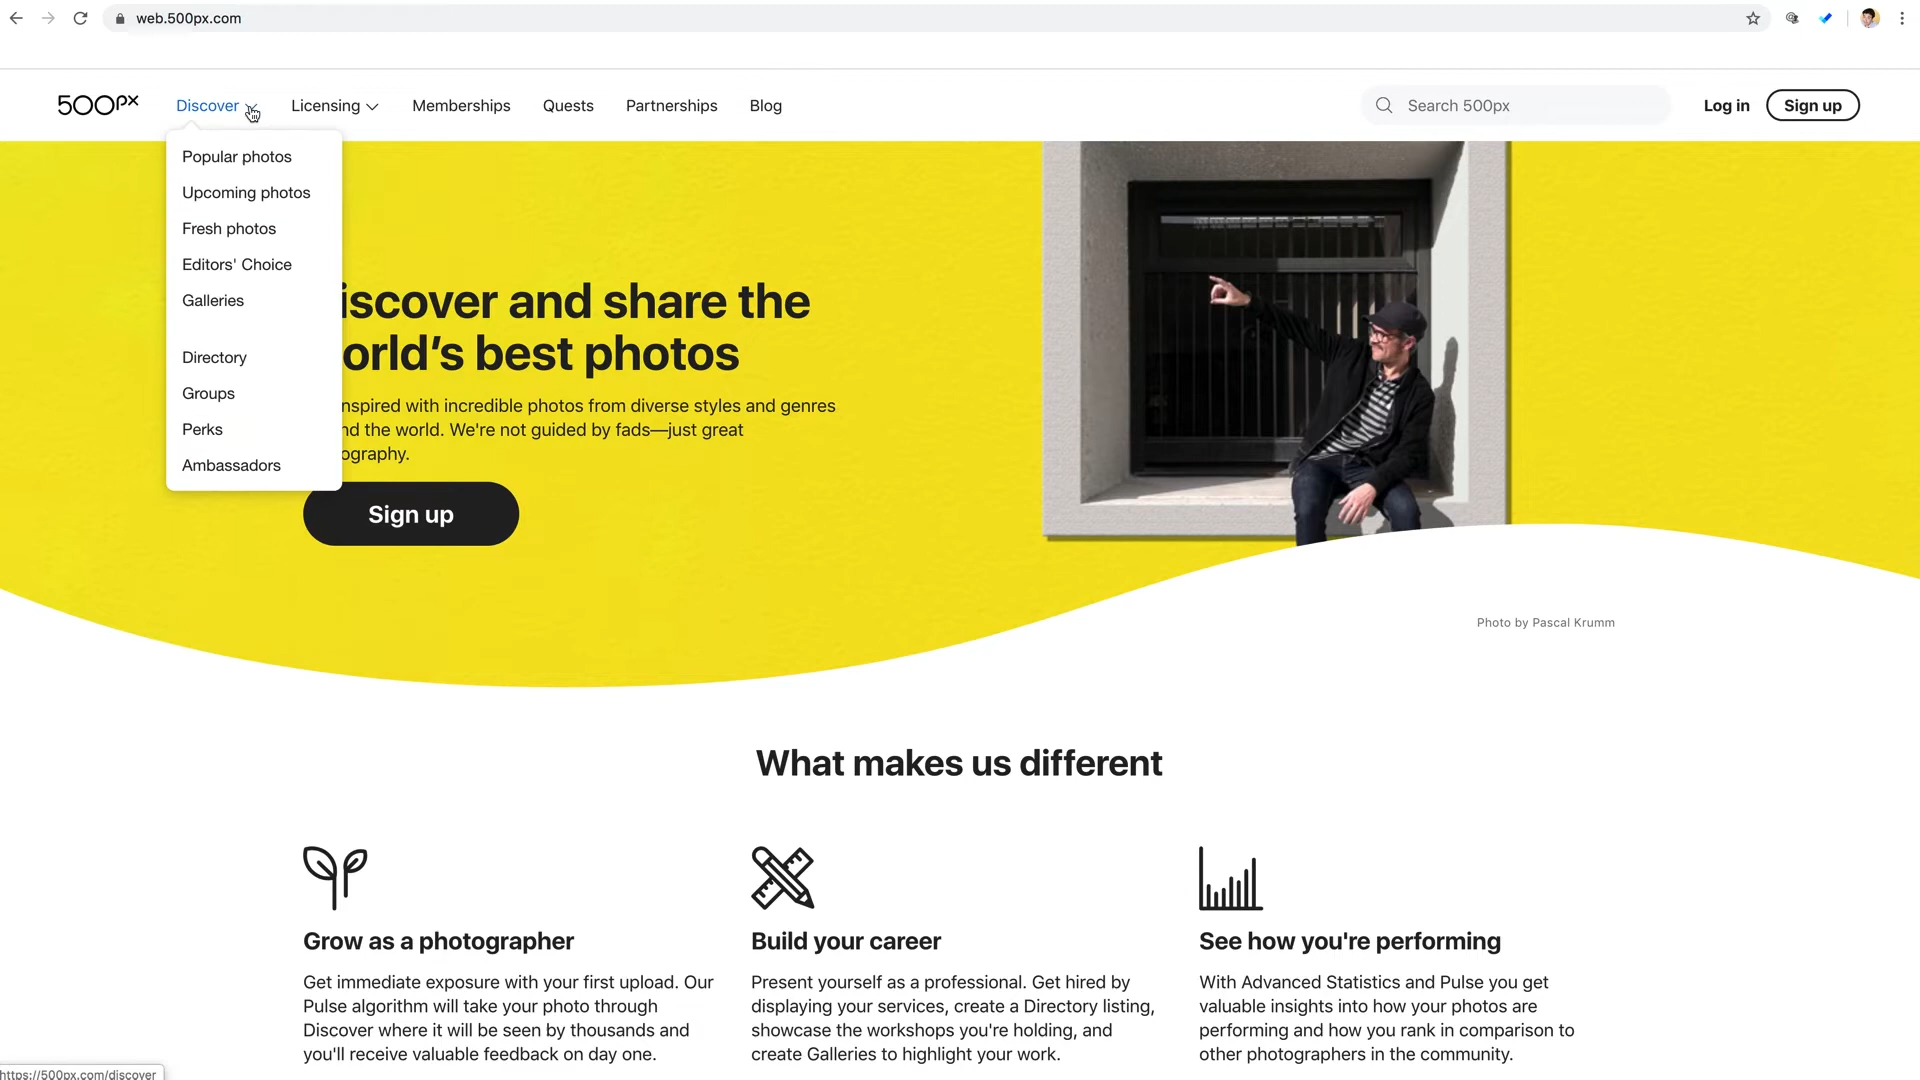 web.500px.com
500px
Discover
Licensing
Memberships
Quests
Partnerships
Blog
Search 500px
Log in
Sign up
Popular photos
Upcoming photos
Fresh photos
Editors' Choice
Galleries
Directory
Groups
Perks
Ambassadors
iscover and share the
orld's best photos
nspired with incredible photos from diverse styles and genres
nd the world. We're not guided by fads—just great
ography.
Sign up
Photo by Pascal Krumm
What makes us different
Grow as a photographer
Get immediate exposure with your first upload. Our
Pulse algorithm will take your photo through
Discover where it will be seen by thousands and
you'll receive valuable feedback on day one.
Build your career
Present yourself as a professional. Get hired by
displaying your services, create a Directory listing,
showcase the workshops you're holding, and
create Galleries to highlight your work.
See how you're performing
With Advanced Statistics and Pulse you get
valuable insights into how your photos are
performing and how you rank in comparison to
other photographers in the community.
https://500px.com/discover